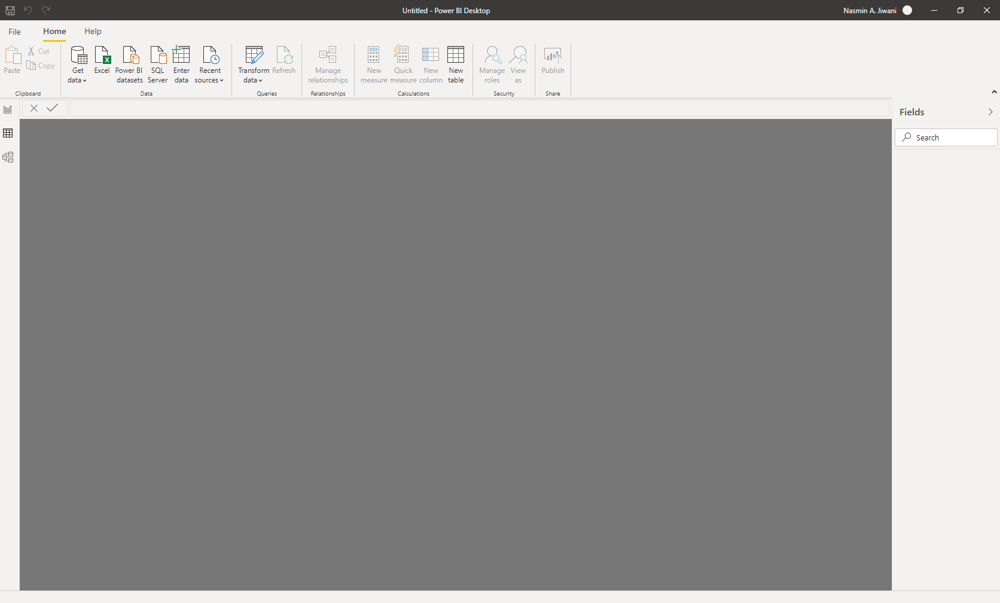 Untitled - Power BI Desktop
Nasmin A. Jiwani
File
Home
Help
Paste
Cut
Copy
Clipboard
Get
data
Excel
Power BI
datasets
SQL
Server
Enter
data
Recent
sources
Data
Transform
data
Refresh
Queries
Manage
relationships
Relationships
New
measure
Quick
measure
New
column
New
table
Calculations
Manage
roles
View
as
Security
Publish
Share
Fields
Search